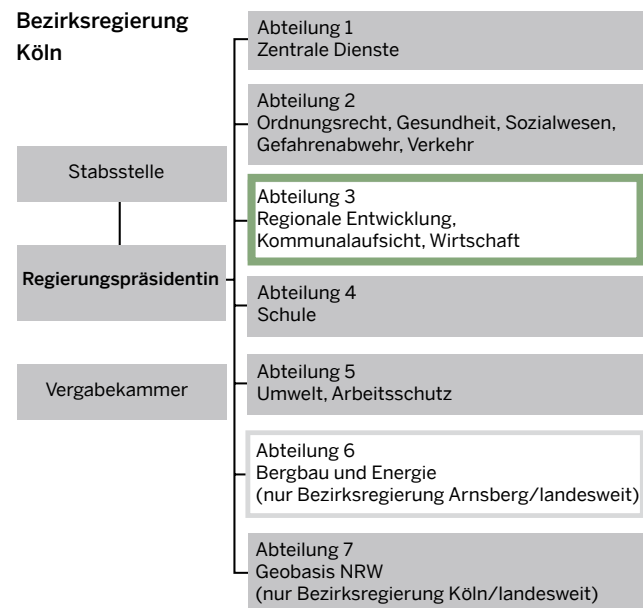 Bezirksregierung
Köln
Stabsstelle
Regierungspräsidentin
Vergabekammer
Abteilung 1
Zentrale Dienste
Abteilung 2
Ordnungsrecht, Gesundheit, Sozialwesen,
Gefahrenabwehr, Verkehr
Abteilung 3
Regionale Entwicklung,
Kommunalaufsicht, Wirtschaft
Abteilung 4
Schule
Abteilung 5
Umwelt, Arbeitsschutz
Abteilung 6
Bergbau und Energie
(nur Bezirksregierung Arnsberg/landesweit)
Abteilung 7
Geobasis NRW
(nur Bezirksregierung Köln/landesweit)